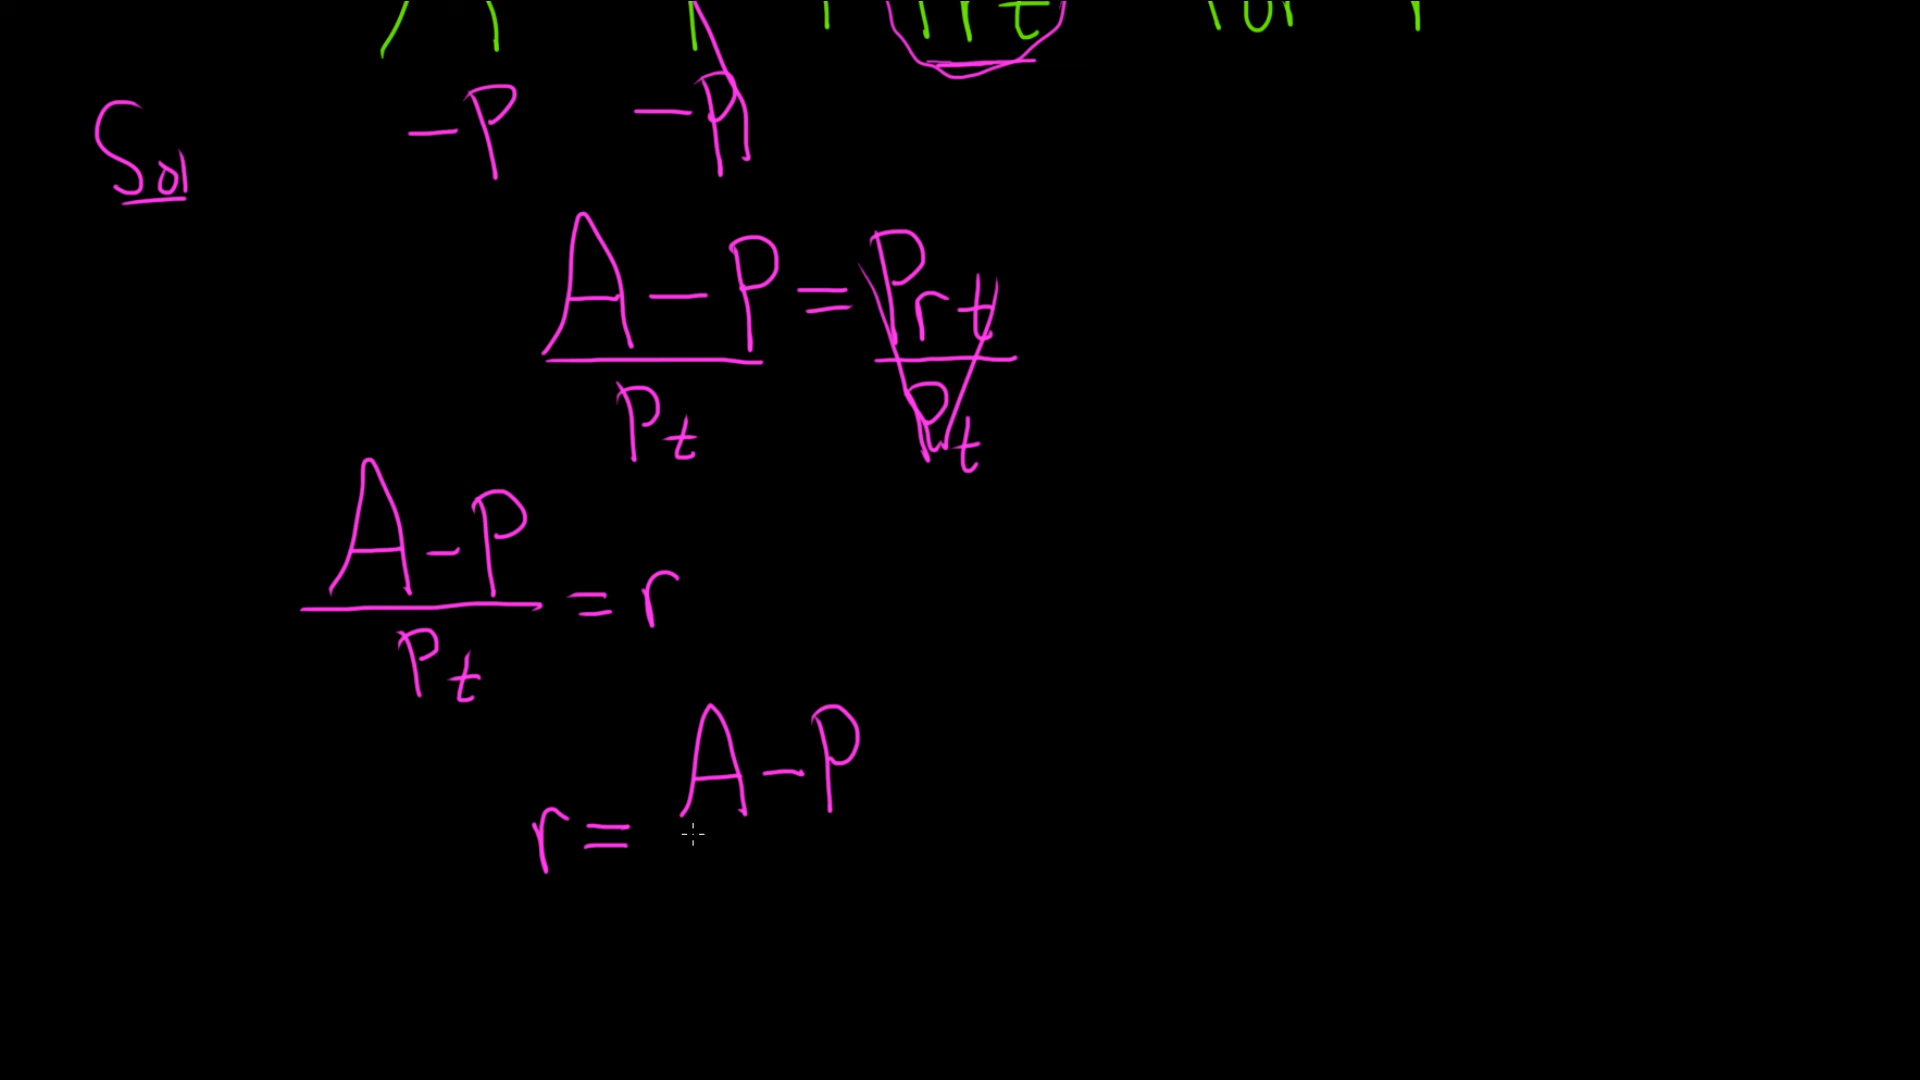 Sol -P -P
A-P = Prt
Pt Pt
A-P
= r
Pt
A-P
r =